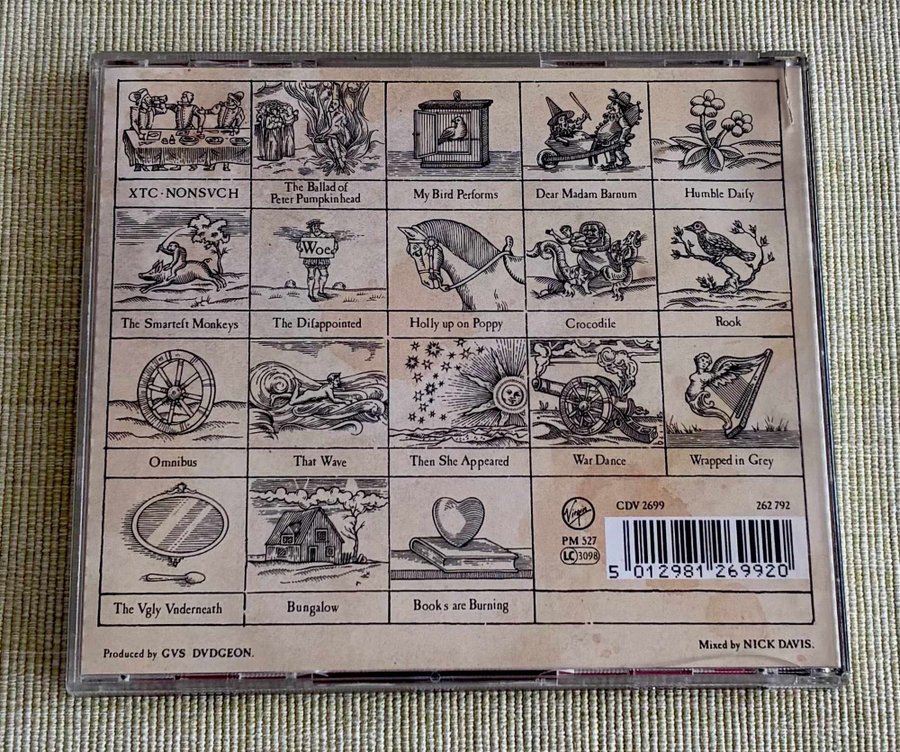 XTC · NONSVCH
The Ballad of
Peter Pumpkinhead
My Bird Performs
Dear Madam Barnum
Humble Daiſy
The Smarteſt Monkeys
Woe
The Diſappointed
Holly up on Poppy
Crocodile
Rook
Omnibus
That Wave
Then She Appeared
War Dance
Wrapped in Grey
Virgin
CDV 2699
262 792
PM 527
LC 3098
5 012981 269920
The Vgly Vnderneath
Bungalow
Books are Burning
Produced by GVS DVDGEON.
Mixed by NICK DAVIS.